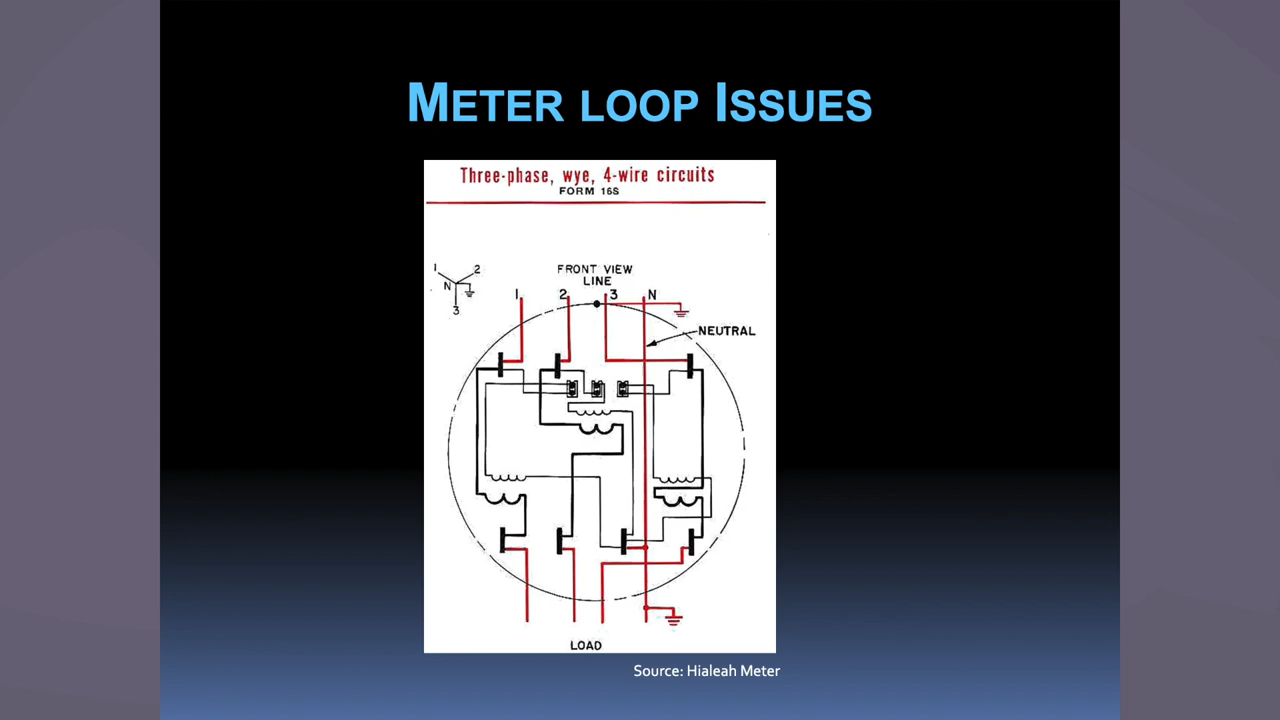 METER LOOP ISSUES
Three-phase, wye, 4-wire circuits
FORM 16S
FRONT VIEW
LINE
1 2
N
3
1 2 3 N
NEUTRAL
LOAD
Source: Hialeah Meter